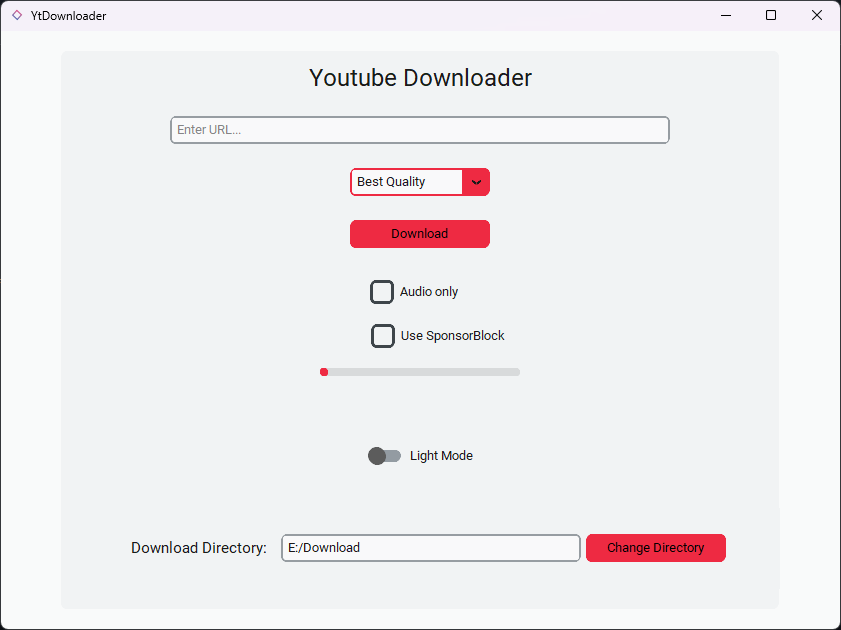 YtDownloader
Youtube Downloader
Enter URL...
Best Quality
Download
Audio only
Use SponsorBlock
Light Mode
Download Directory: E:/Download Change Directory